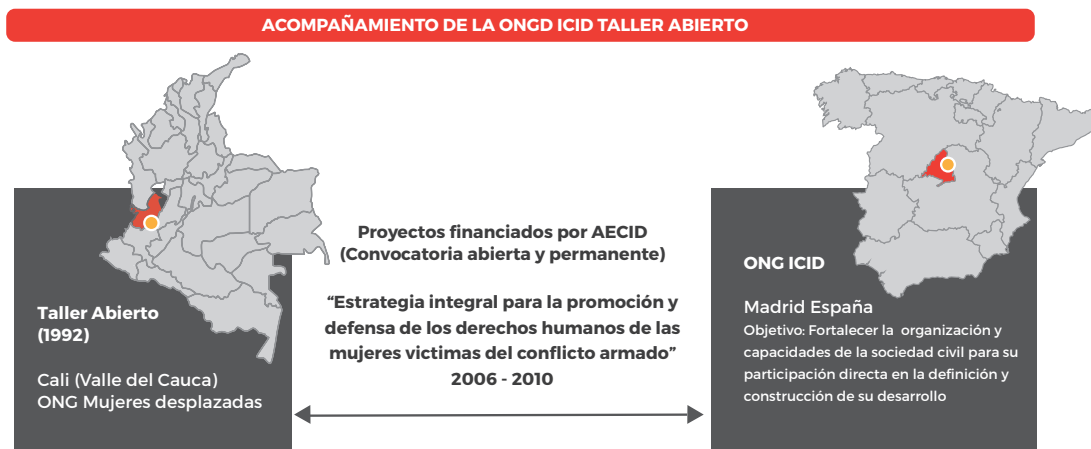 ACOMPAÑAMIENTO DE LA ONGD ICID TALLER ABIERTO
Taller Abierto
(1992)
Cali (Valle del Cauca)
ONG Mujeres desplazadas
Proyectos financiados por AECID
(Convocatoria abierta y permanente)
“Estrategia integral para la promoción y
defensa de los derechos humanos de las
mujeres victimas del conflicto armado”
2006 - 2010
ONG ICID
Madrid España
Objetivo: Fortalecer la organización y
capacidades de la sociedad civil para su
participación directa en la definición y
construcción de su desarrollo